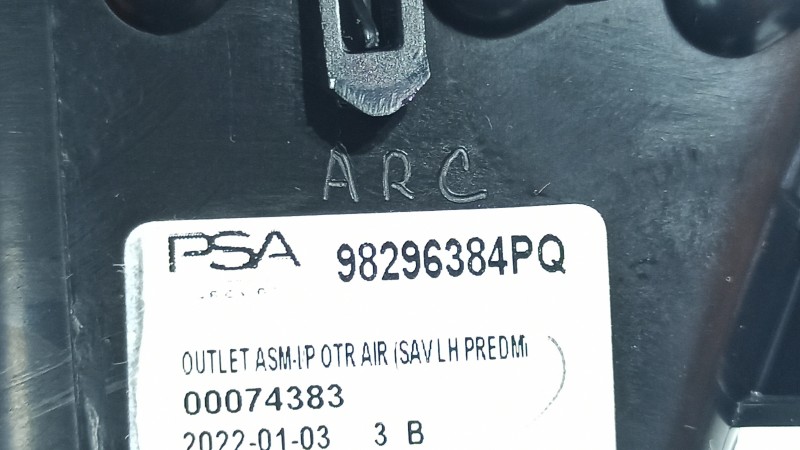 ARC
PSA 98296384PQ
OUTLET ASM-I/P OTR AIR (SAV LH PREDM)
00074383
2022-01-03 3 B